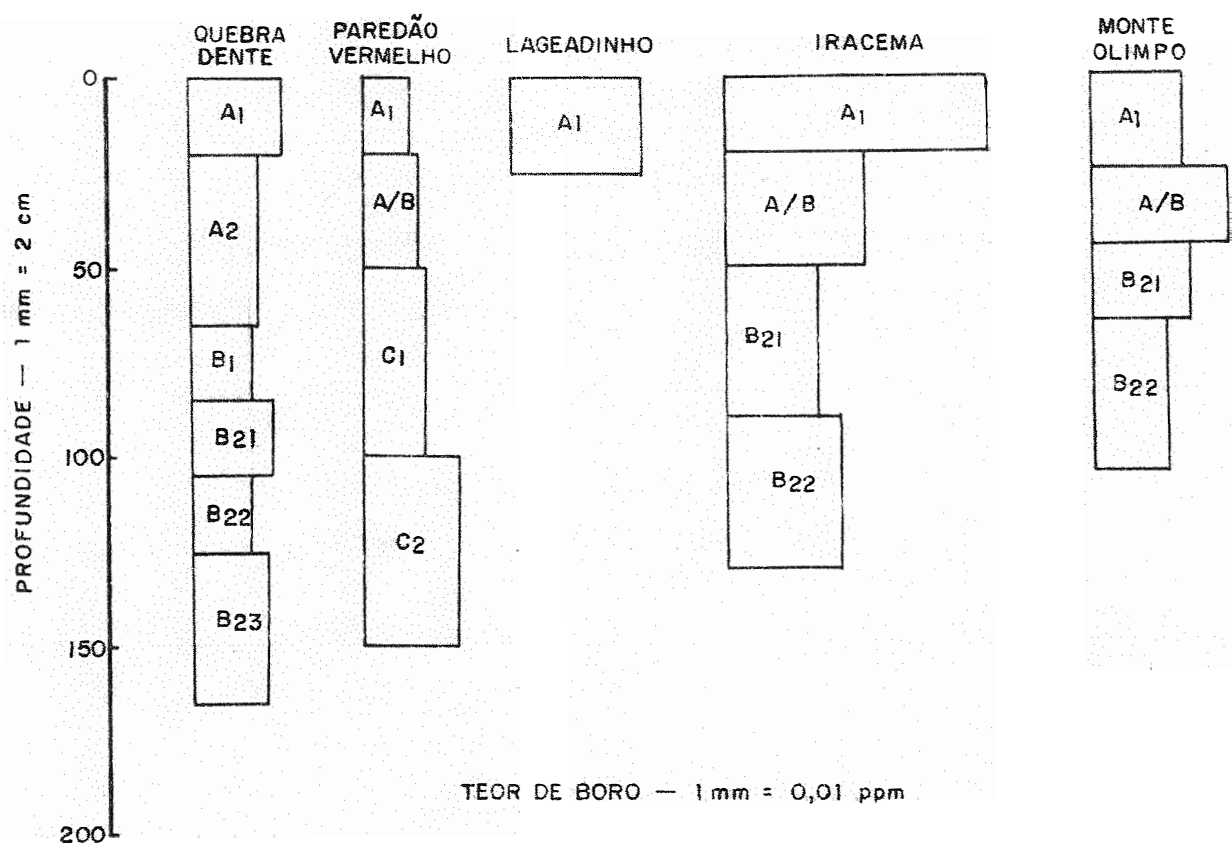 QUEBRA
DENTE
PAREDÃO
VERMELHO
LAGEADINHO
IRACEMA
MONTE
OLIMPO
PROFUNDIDADE — 1 mm = 2 cm
0
50
100
150
200
A1
A2
B1
B21
B22
B23
A1
A/B
C1
C2
A1
A1
A/B
B21
B22
A1
A/B
B21
B22
TEOR DE BORO — 1 mm = 0,01 ppm